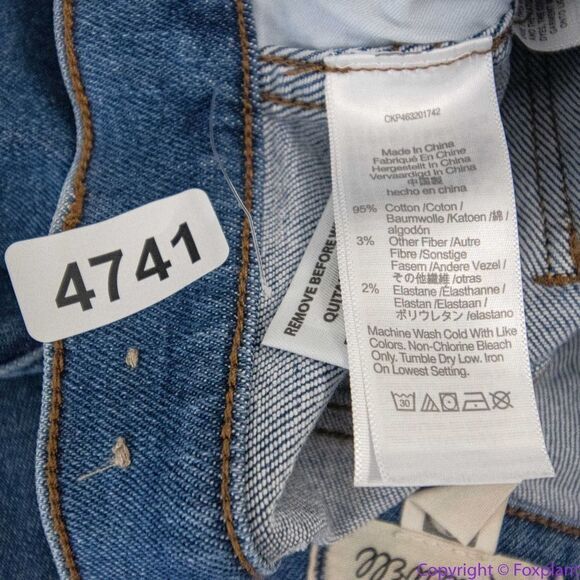 4741
CKP463201742
Made In China
Fabriqué En Chine
Hergestellt In China
Vervaardigd In China
中国製
hecho en china
95% Cotton /Coton /
Baumwolle /Katoen /綿 /
algodón
3% Other Fiber /Autre
Fibre /Sonstige
Fasern /Andere Vezel /
その他繊維 /otras
2% Elastane /Élasthanne /
Elastan /Elastaan /
ポリウレタン /elastano
Machine Wash Cold With Like
Colors. Non-Chlorine Bleach
Only. Tumble Dry Low. Iron
On Lowest Setting.
30
REMOVE BEFORE
Copyright © Foxplam